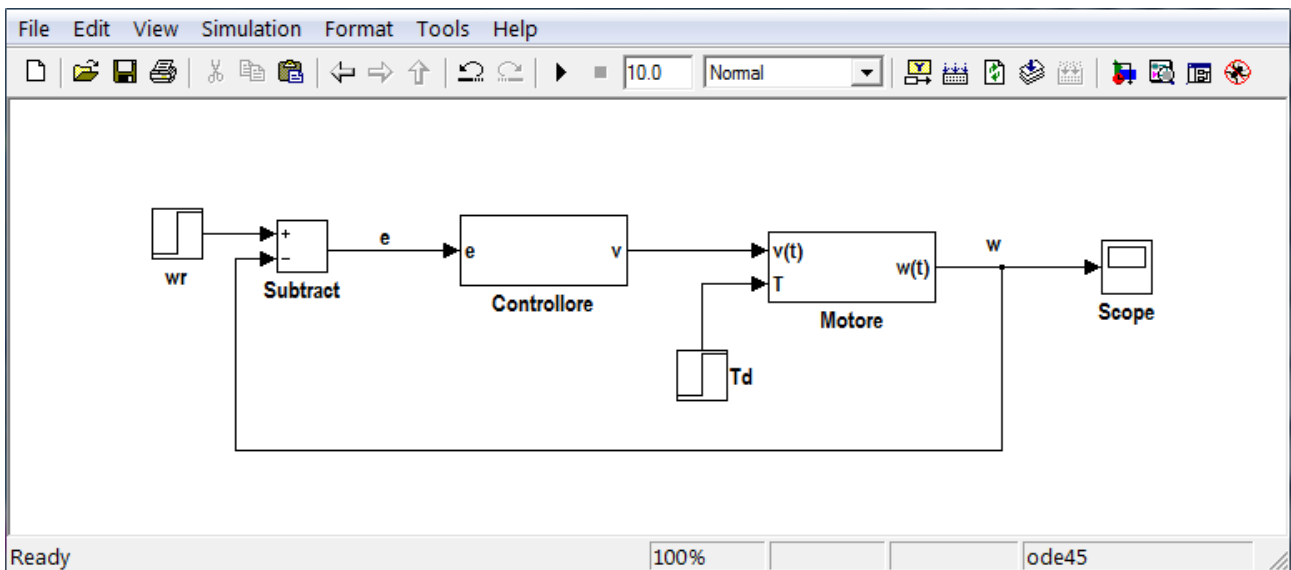 File Edit View Simulation Format Tools Help
10.0 Normal
wr
+
−
Subtract
e
e v
Controllore
v(t)
T
w(t)
Motore
Td
w
Scope
Ready 100% ode45